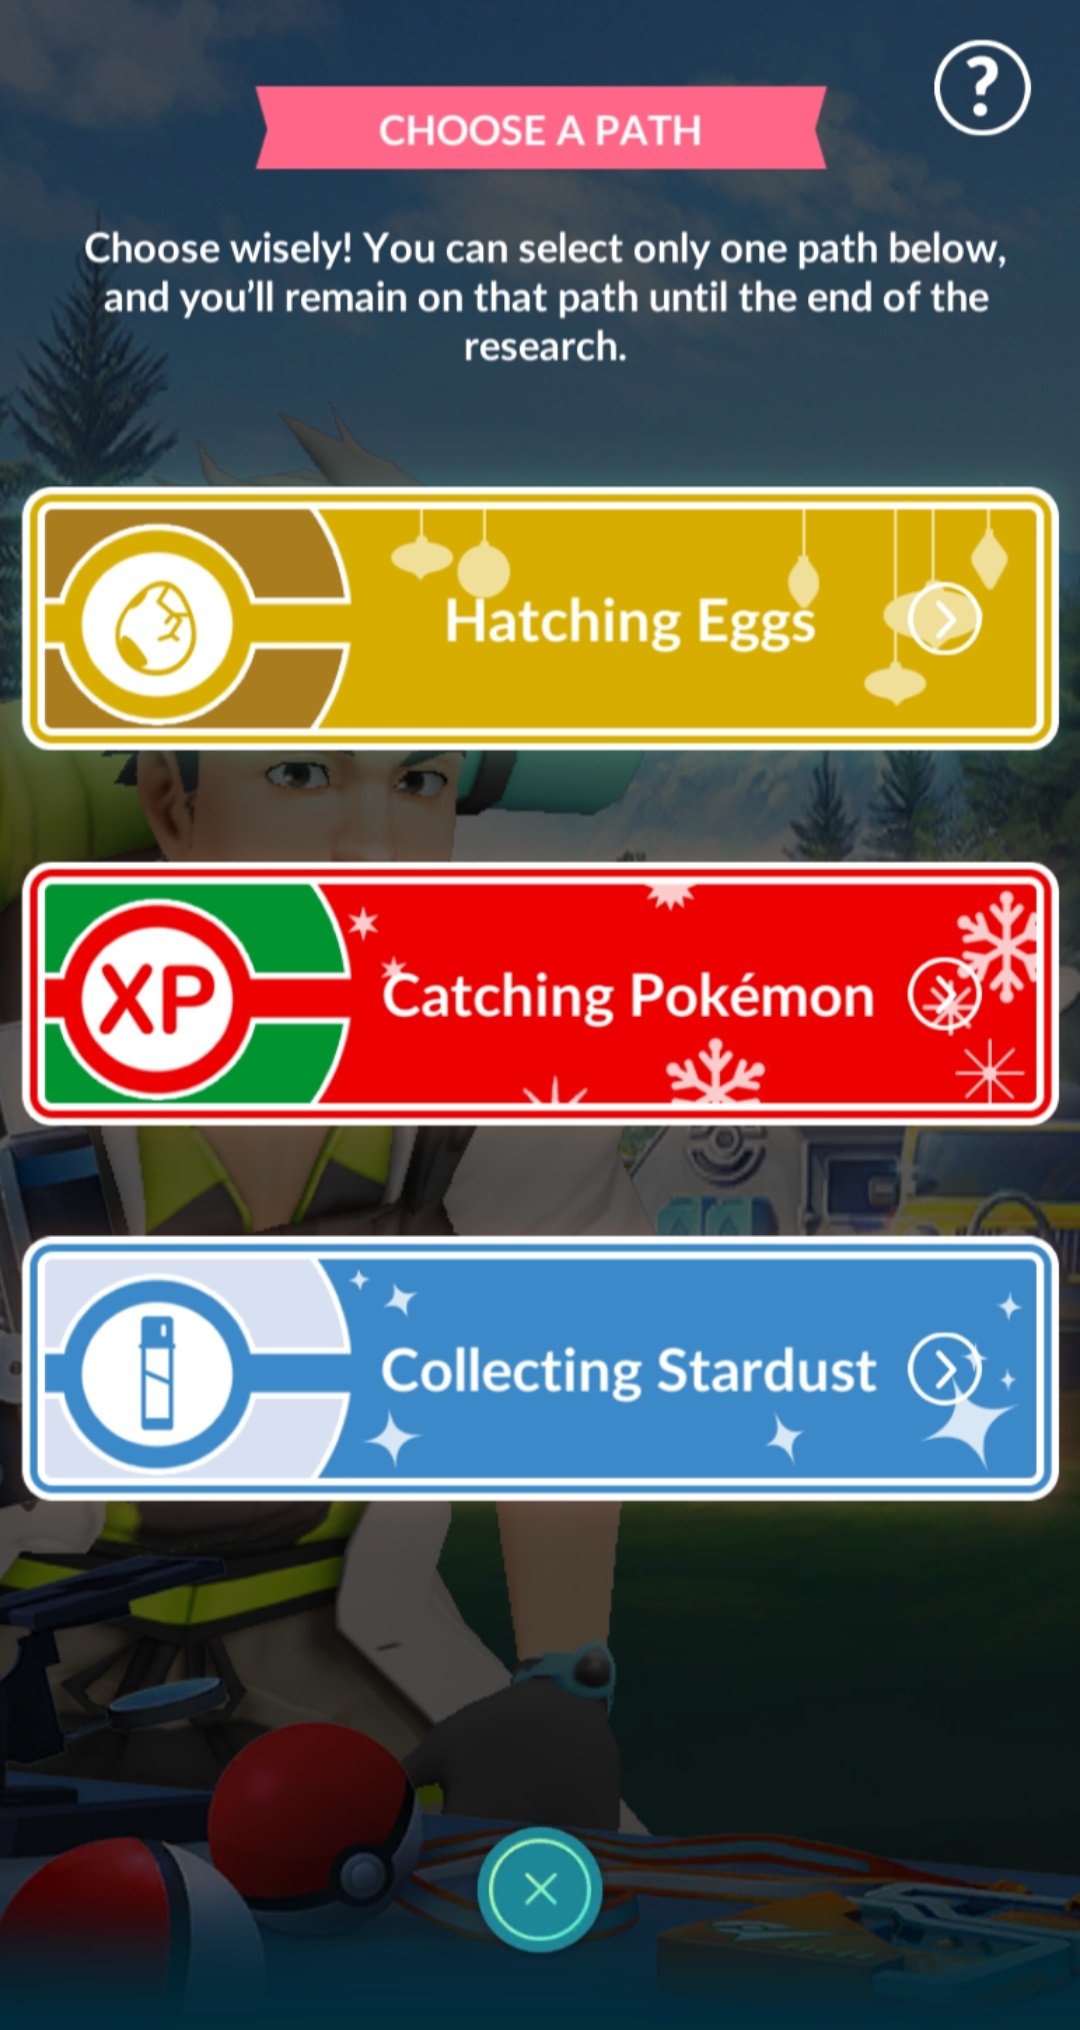 ?
CHOOSE A PATH
Choose wisely! You can select only one path below,
and you’ll remain on that path until the end of the
research.
Hatching Eggs
XP
Catching Pokémon
Collecting Stardust